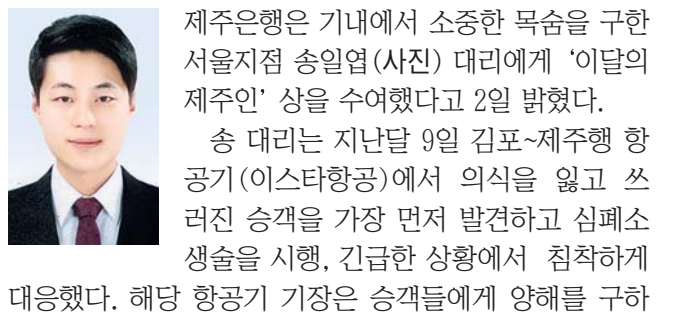 제주은행은 기내에서 소중한 목숨을 구한
서울지점 송일엽(사진) 대리에게 ‘이달의
제주인’ 상을 수여했다고 2일 밝혔다.
송 대리는 지난달 9일 김포~제주행 항
공기(이스타항공)에서 의식을 잃고 쓰
러진 승객을 가장 먼저 발견하고 심폐소
생술을 시행, 긴급한 상황에서 침착하게
대응했다. 해당 항공기 기장은 승객들에게 양해를 구하